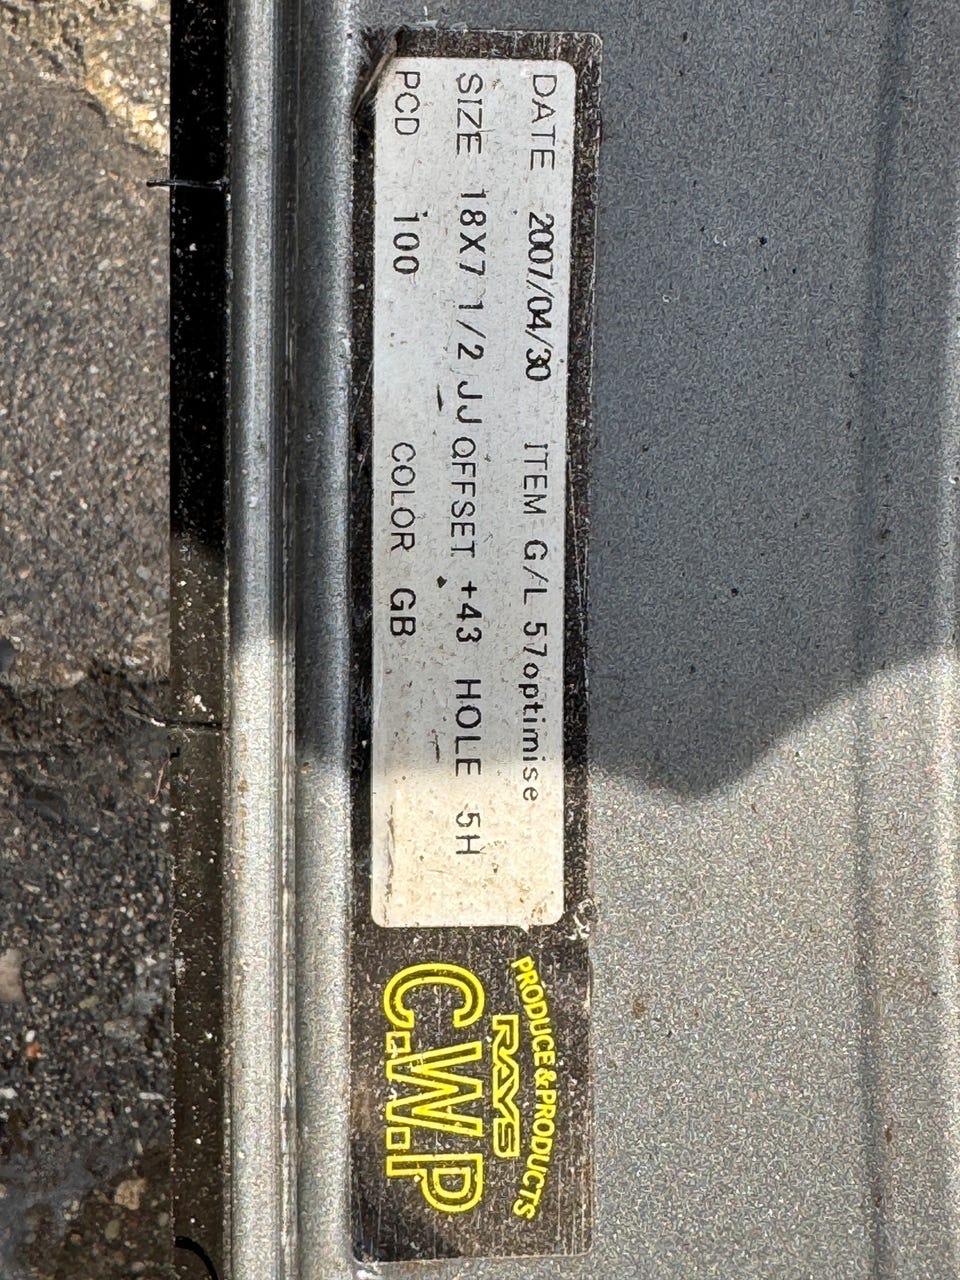 DATE 2007/04/30 ITEM G/L 57optimise
SIZE 18X7 1/2 JJ OFFSET +43 HOLE 5H
PCD 100 COLOR GB
PRODUCE&PRODUCTS
RAYS
C.W.P